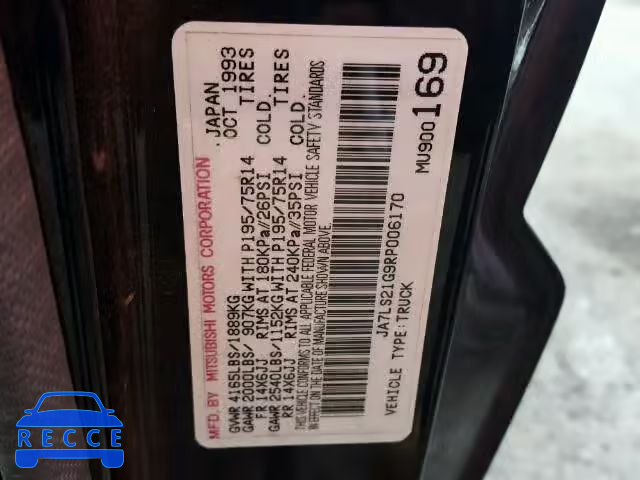 MFD. BY MITSUBISHI MOTORS CORPORATION . JAPAN
OCT 1993
GVWR 4165LBS/1889KG
GAWR 2000LBS/ 907KG WITH P195/75R14 TIRES
FR 14X6JJ RIMS AT 180KPa/26PSI COLD.
GAWR 2540LBS/1152KG WITH P195/75R14 TIRES
RR 14X6JJ RIMS AT 240KPa//35PSI COLD.
THIS VEHICLE CONFORMS TO ALL APPLICABLE FEDERAL MOTOR VEHICLE SAFETY STANDARDS
IN EFFECT ON THE DATE OF MANUFACTURE SHOWN ABOVE.
JA7LS21G9RP006170
VEHICLE TYPE:TRUCK
MU900169
RECCE